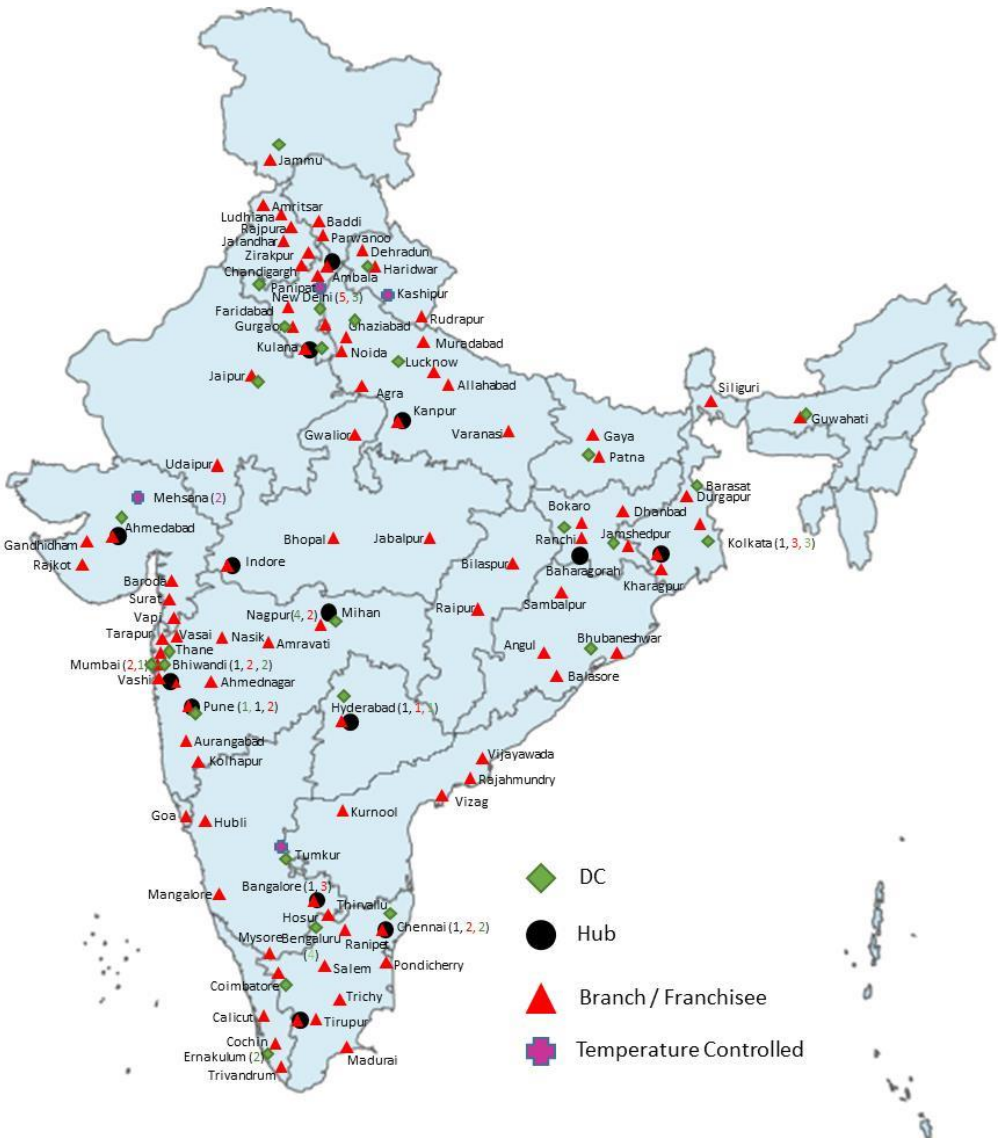 Jammu
Amritsar
Ludhiana
Rajpura
Baddi
Jalandhar
Parwanoo
Zirakpur
Dehradun
Chandigargh
Haridwar
Ambala
Panipat
New Delhi (5, 3)
Kashipur
Faridabad
Rudrapur
Gurgao
Ghaziabad
Muradabad
Kulana
Noida
Lucknow
Jaipur
Allahabad
Agra
Siliguri
Kanpur
Guwahati
Gwalior
Varanasi
Gaya
Patna
Udaipur
Barasat
Mehsana (2)
Durgapur
Bokaro
Dhanbad
Ahmedabad
Jamshedpur
Gandhidham
Bhopal
Jabalpur
Ranchi
Kolkata (1, 3, 3)
Rajkot
Indore
Bilaspur
Baharagorah
Baroda
Kharagpur
Surat
Sambalpur
Raipur
Nagpur (4, 2)
Mihan
Vapi
Tarapur
Vasai
Nasik
Amravati
Bhubaneshwar
Thane
Angul
Mumbai (2,1)
Bhiwandi (1, 2 , 2)
Balasore
Vashi
Ahmednagar
Pune (1, 1, 2)
Hyderabad (1, 1, 1)
Aurangabad
Kolhapur
Vijayawada
Rajahmundry
Vizag
Goa
Hubli
Kurnool
Tumkur
DC
Bangalore (1, 3)
Mangalore
Thirvallu
Hosur
Chennai (1, 2, 2)
Hub
Mysore
Bengaluru
(4)
Ranipet
Salem
Pondicherry
Coimbatore
Trichy
Branch / Franchisee
Calicut
Tirupur
Cochin
Temperature Controlled
Ernakulum (2)
Madurai
Trivandrum